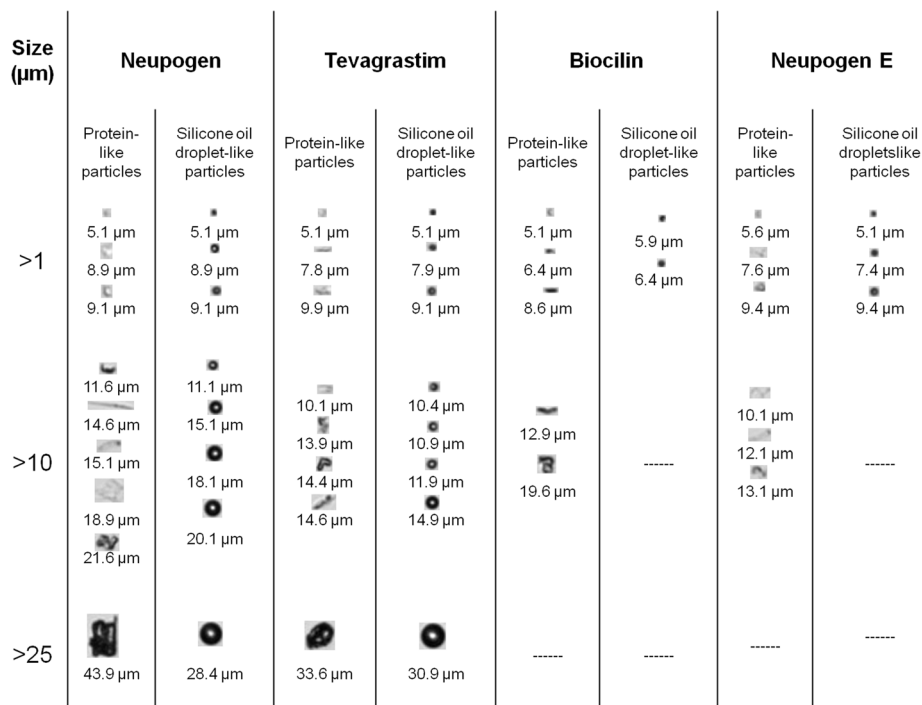 Size
(µm)
Neupogen
Tevagrastim
Biocilin
Neupogen E
Protein-
like
particles
Silicone oil
droplet-like
particles
Protein-like
particles
Silicone oil
droplet-like
particles
Protein-like
particles
Silicone oil
droplet-like
particles
Protein-
like
particles
Silicone oil
dropletslike
particles
>1
5.1 µm
8.9 µm
9.1 µm
5.1 µm
8.9 µm
9.1 µm
5.1 µm
7.8 µm
9.9 µm
5.1 µm
7.9 µm
9.1 µm
5.1 µm
6.4 µm
8.6 µm
5.9 µm
6.4 µm
5.6 µm
7.6 µm
9.4 µm
5.1 µm
7.4 µm
9.4 µm
>10
11.6 µm
14.6 µm
15.1 µm
18.9 µm
21.6 µm
11.1 µm
15.1 µm
18.1 µm
20.1 µm
10.1 µm
13.9 µm
14.4 µm
14.6 µm
10.4 µm
10.9 µm
11.9 µm
14.9 µm
12.9 µm
19.6 µm
------
10.1 µm
12.1 µm
13.1 µm
------
>25
43.9 µm
28.4 µm
33.6 µm
30.9 µm
------
------
------
------